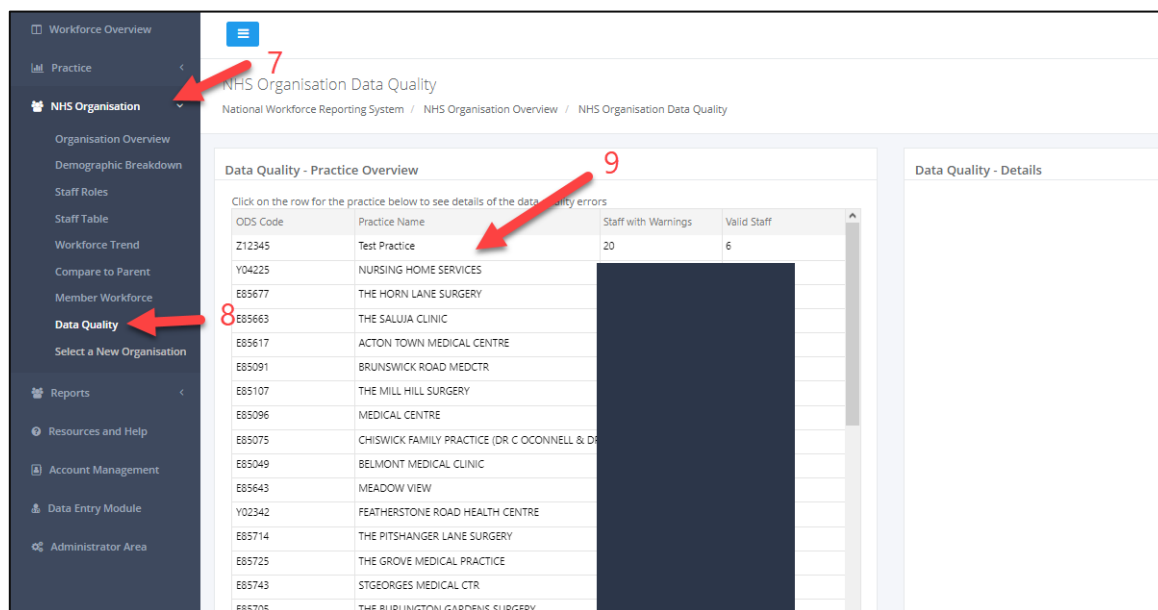 Workforce Overview
Practice
NHS Organisation
Organisation Overview
Demographic Breakdown
Staff Roles
Staff Table
Workforce Trend
Compare to Parent
Member Workforce
Data Quality
Select a New Organisation
Reports
Resources and Help
Account Management
Data Entry Module
Administrator Area
7
8
NHS Organisation Data Quality
National Workforce Reporting System / NHS Organisation Overview / NHS Organisation Data Quality
Data Quality - Practice Overview
9
Click on the row for the practice below to see details of the data quality errors
ODS Code Practice Name Staff with Warnings Valid Staff
Z12345 Test Practice 20 6
Y04225 NURSING HOME SERVICES
E85677 THE HORN LANE SURGERY
E85663 THE SALUJA CLINIC
E85617 ACTON TOWN MEDICAL CENTRE
E85091 BRUNSWICK ROAD MEDCTR
E85107 THE MILL HILL SURGERY
E85096 MEDICAL CENTRE
E85075 CHISWICK FAMILY PRACTICE (DR C OCONNELL &
E85049 BELMONT MEDICAL CLINIC
E85643 MEADOW VIEW
Y02342 FEATHERSTONE ROAD HEALTH CENTRE
E85714 THE PITSHANGER LANE SURGERY
E85725 THE GROVE MEDICAL PRACTICE
E85743 STGEORGES MEDICAL CTR
E85705 THE BURLINGTON GARDENS SURGERY
Data Quality - Details